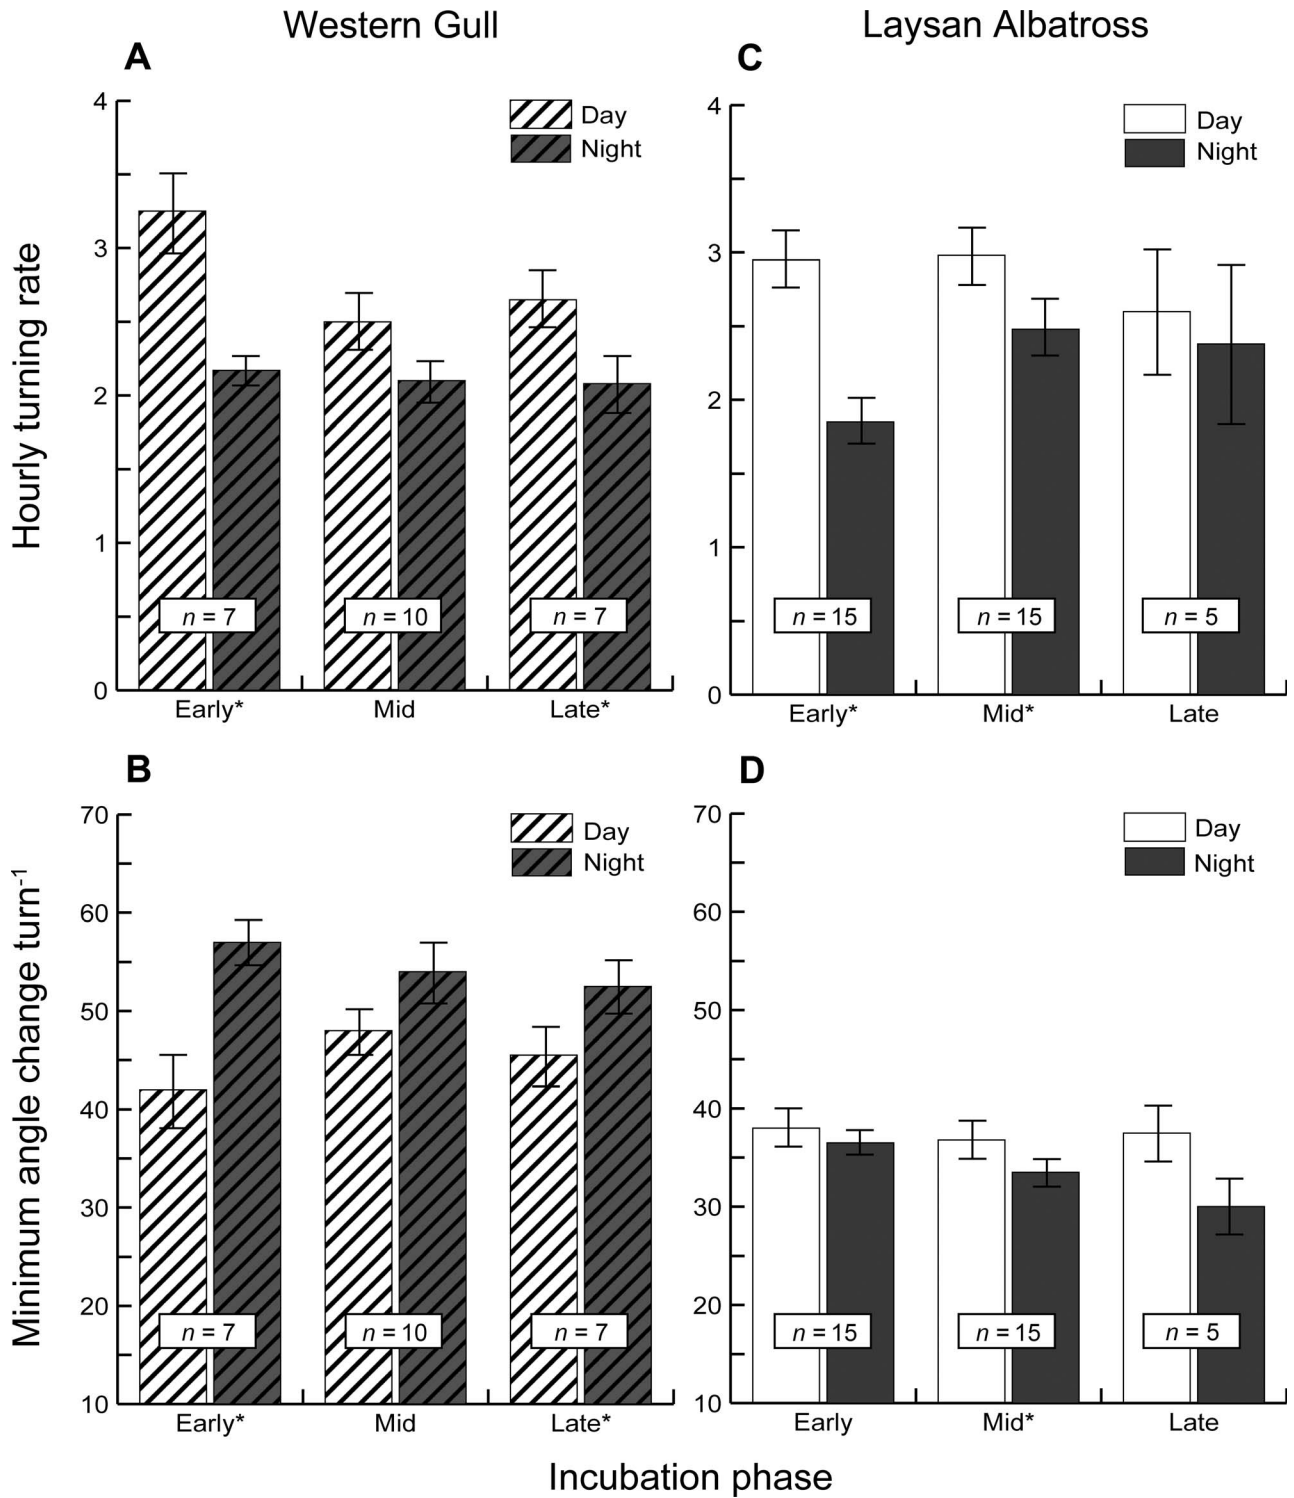 Western Gull
Laysan Albatross
A
Day
Night
4
3
2
1
0
Hourly turning rate
n = 7
n = 10
n = 7
Early*
Mid
Late*
C
Day
Night
4
3
2
1
0
n = 15
n = 15
n = 5
Early*
Mid*
Late
B
Day
Night
70
60
50
40
30
20
10
Minimum angle change turn-1
n = 7
n = 10
n = 7
Early*
Mid
Late*
D
Day
Night
70
60
50
40
30
20
10
n = 15
n = 15
n = 5
Early
Mid*
Late
Incubation phase